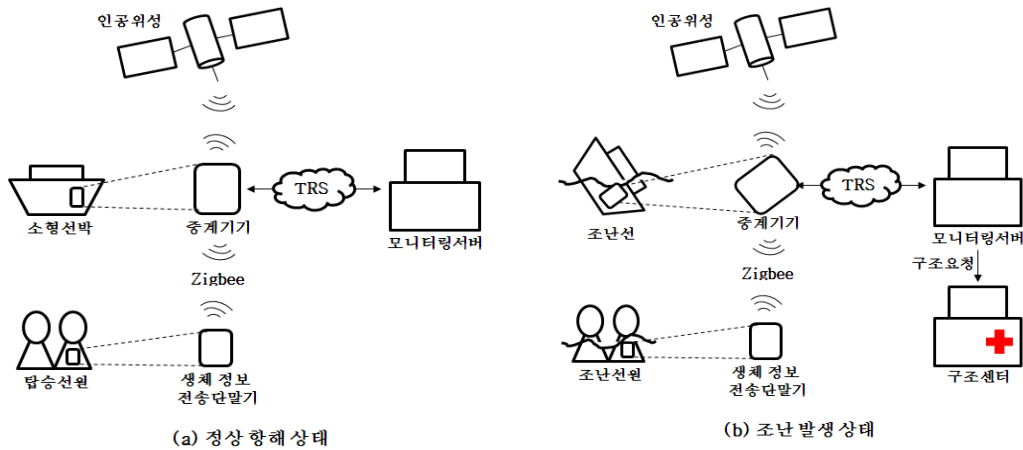 인공위성
TRS
소형선박
중계기기
모니터링서버
Zigbee
탑승선원
생체 정보
전송단말기
(a) 정상 항해 상태
인공위성
TRS
조난선
중계기기
모니터링서버
구조요청
Zigbee
조난선원
생체 정보
전송단말기
구조센터
(b) 조난 발생 상태